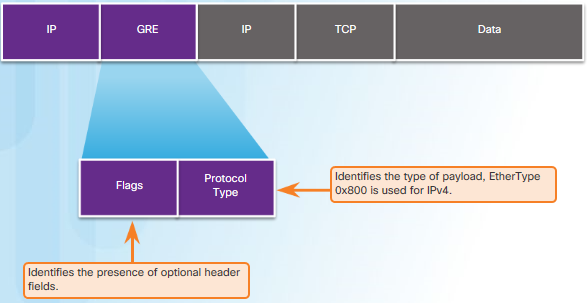 IP GRE IP TCP Data
Flags Protocol
Type
Identifies the type of payload, EtherType
0x800 is used for IPv4.
Identifies the presence of optional header
fields.